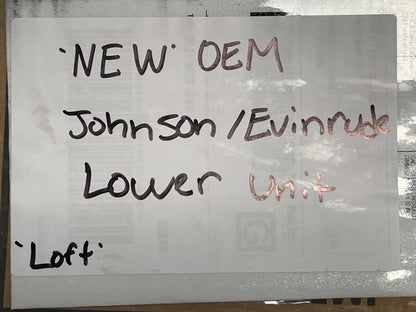 'NEW' OEM
Johnson/Evinrude
Lower Unit
'Loft'